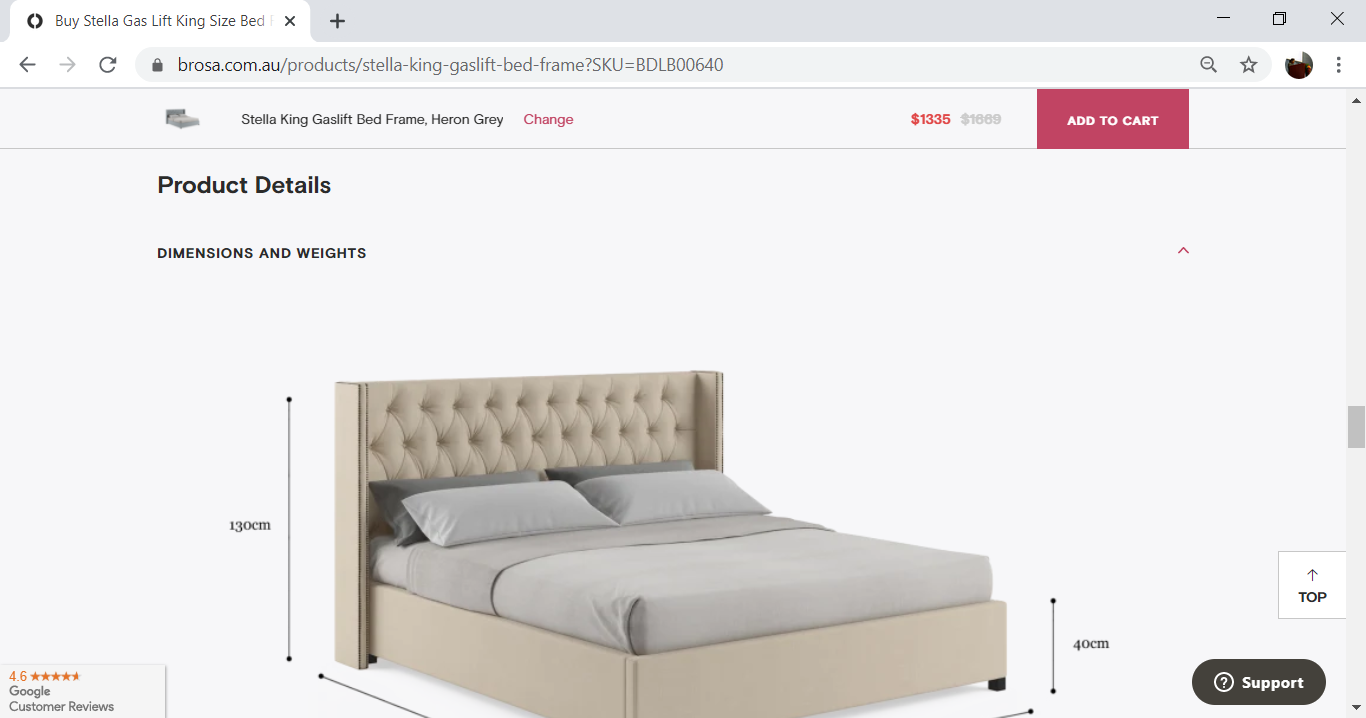 Buy Stella Gas Lift King Size Bed
brosa.com.au/products/stella-king-gaslift-bed-frame?SKU=BDLB00640
Stella King Gaslift Bed Frame, Heron Grey Change $1335 $1669 ADD TO CART
Product Details
DIMENSIONS AND WEIGHTS
130cm
TOP
40cm
4.6
Google
Customer Reviews
Support